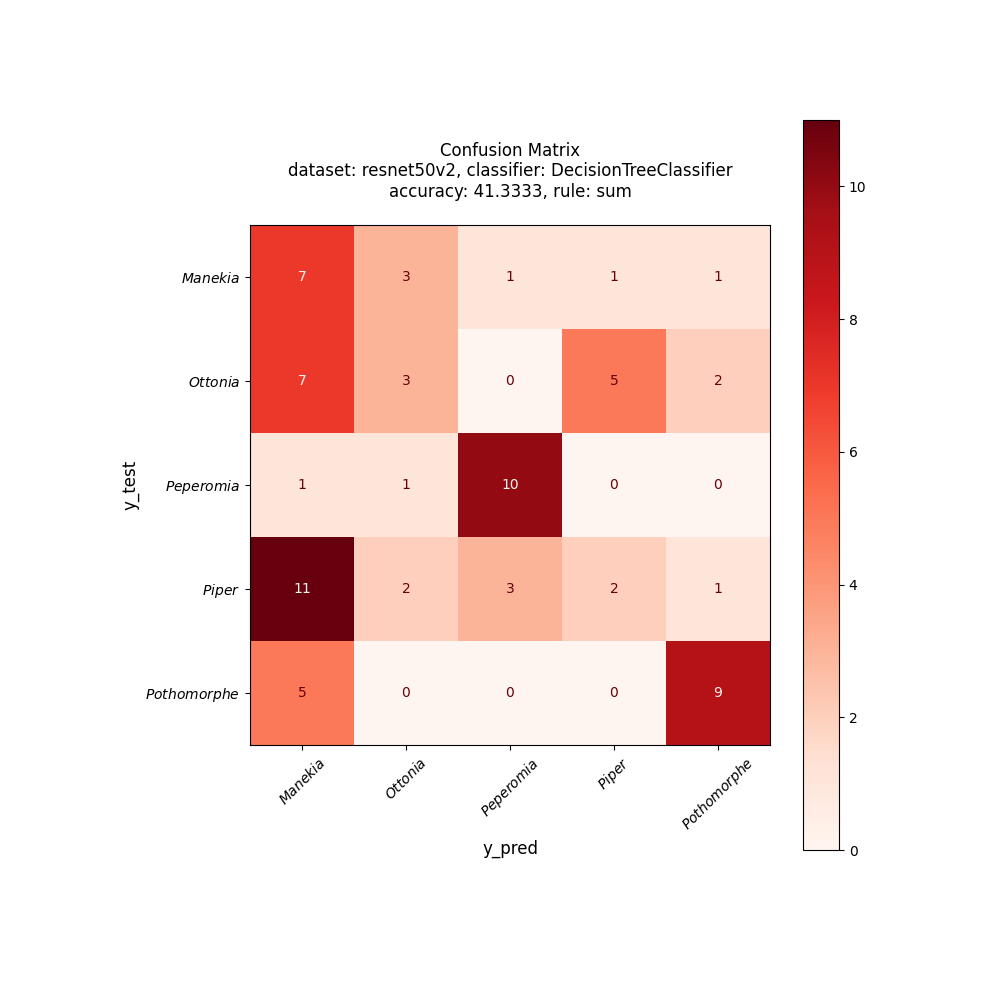 Confusion Matrix
dataset: resnet50v2, classifier: DecisionTreeClassifier
accuracy: 41.3333, rule: sum
Manekia 7 3 1 1 1
Ottonia 7 3 0 5 2
Peperomia 1 1 10 0 0
Piper 11 2 3 2 1
Pothomorphe 5 0 0 0 9
Manekia Ottonia Peperomia Piper Pothomorphe
y_pred
y_test
10
8
6
4
2
0